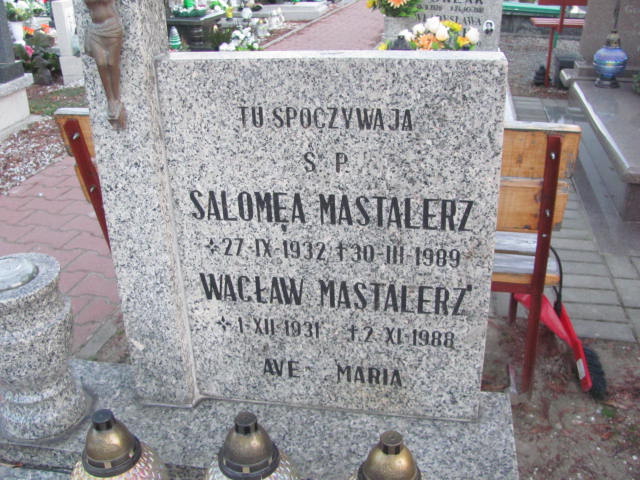 TU SPOCZYWAJĄ
Ś P
SALOMĘA MASTALERZ
*27-IX-1932 †30-III-1989
WACŁAW MASTALERZ
*1-XII-1931 †2-XI-1988
AVE MARIA